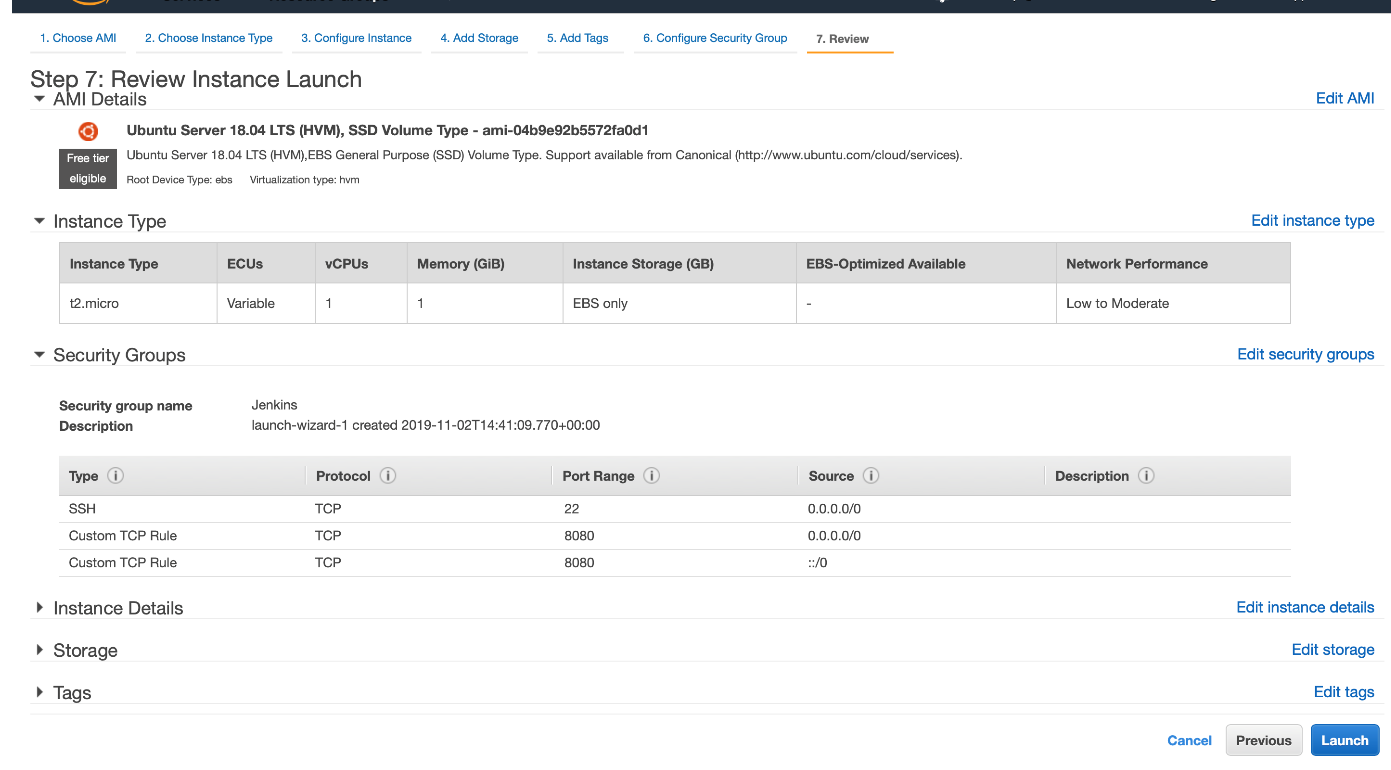 1. Choose AMI 2. Choose Instance Type 3. Configure Instance 4. Add Storage 5. Add Tags 6. Configure Security Group 7. Review
Step 7: Review Instance Launch
AMI Details Edit AMI
Ubuntu Server 18.04 LTS (HVM), SSD Volume Type - ami-04b9e92b5572fa0d1
Free tier
eligible
Ubuntu Server 18.04 LTS (HVM),EBS General Purpose (SSD) Volume Type. Support available from Canonical (http://www.ubuntu.com/cloud/services).
Root Device Type: ebs Virtualization type: hvm
Instance Type Edit instance type
Instance Type ECUs vCPUs Memory (GiB) Instance Storage (GB) EBS-Optimized Available Network Performance
t2.micro Variable 1 1 EBS only - Low to Moderate
Security Groups Edit security groups
Security group name Jenkins
Description launch-wizard-1 created 2019-11-02T14:41:09.770+00:00
Type i Protocol i Port Range i Source i Description i
SSH TCP 22 0.0.0.0/0
Custom TCP Rule TCP 8080 0.0.0.0/0
Custom TCP Rule TCP 8080 ::/0
Instance Details Edit instance details
Storage Edit storage
Tags Edit tags
Cancel Previous Launch